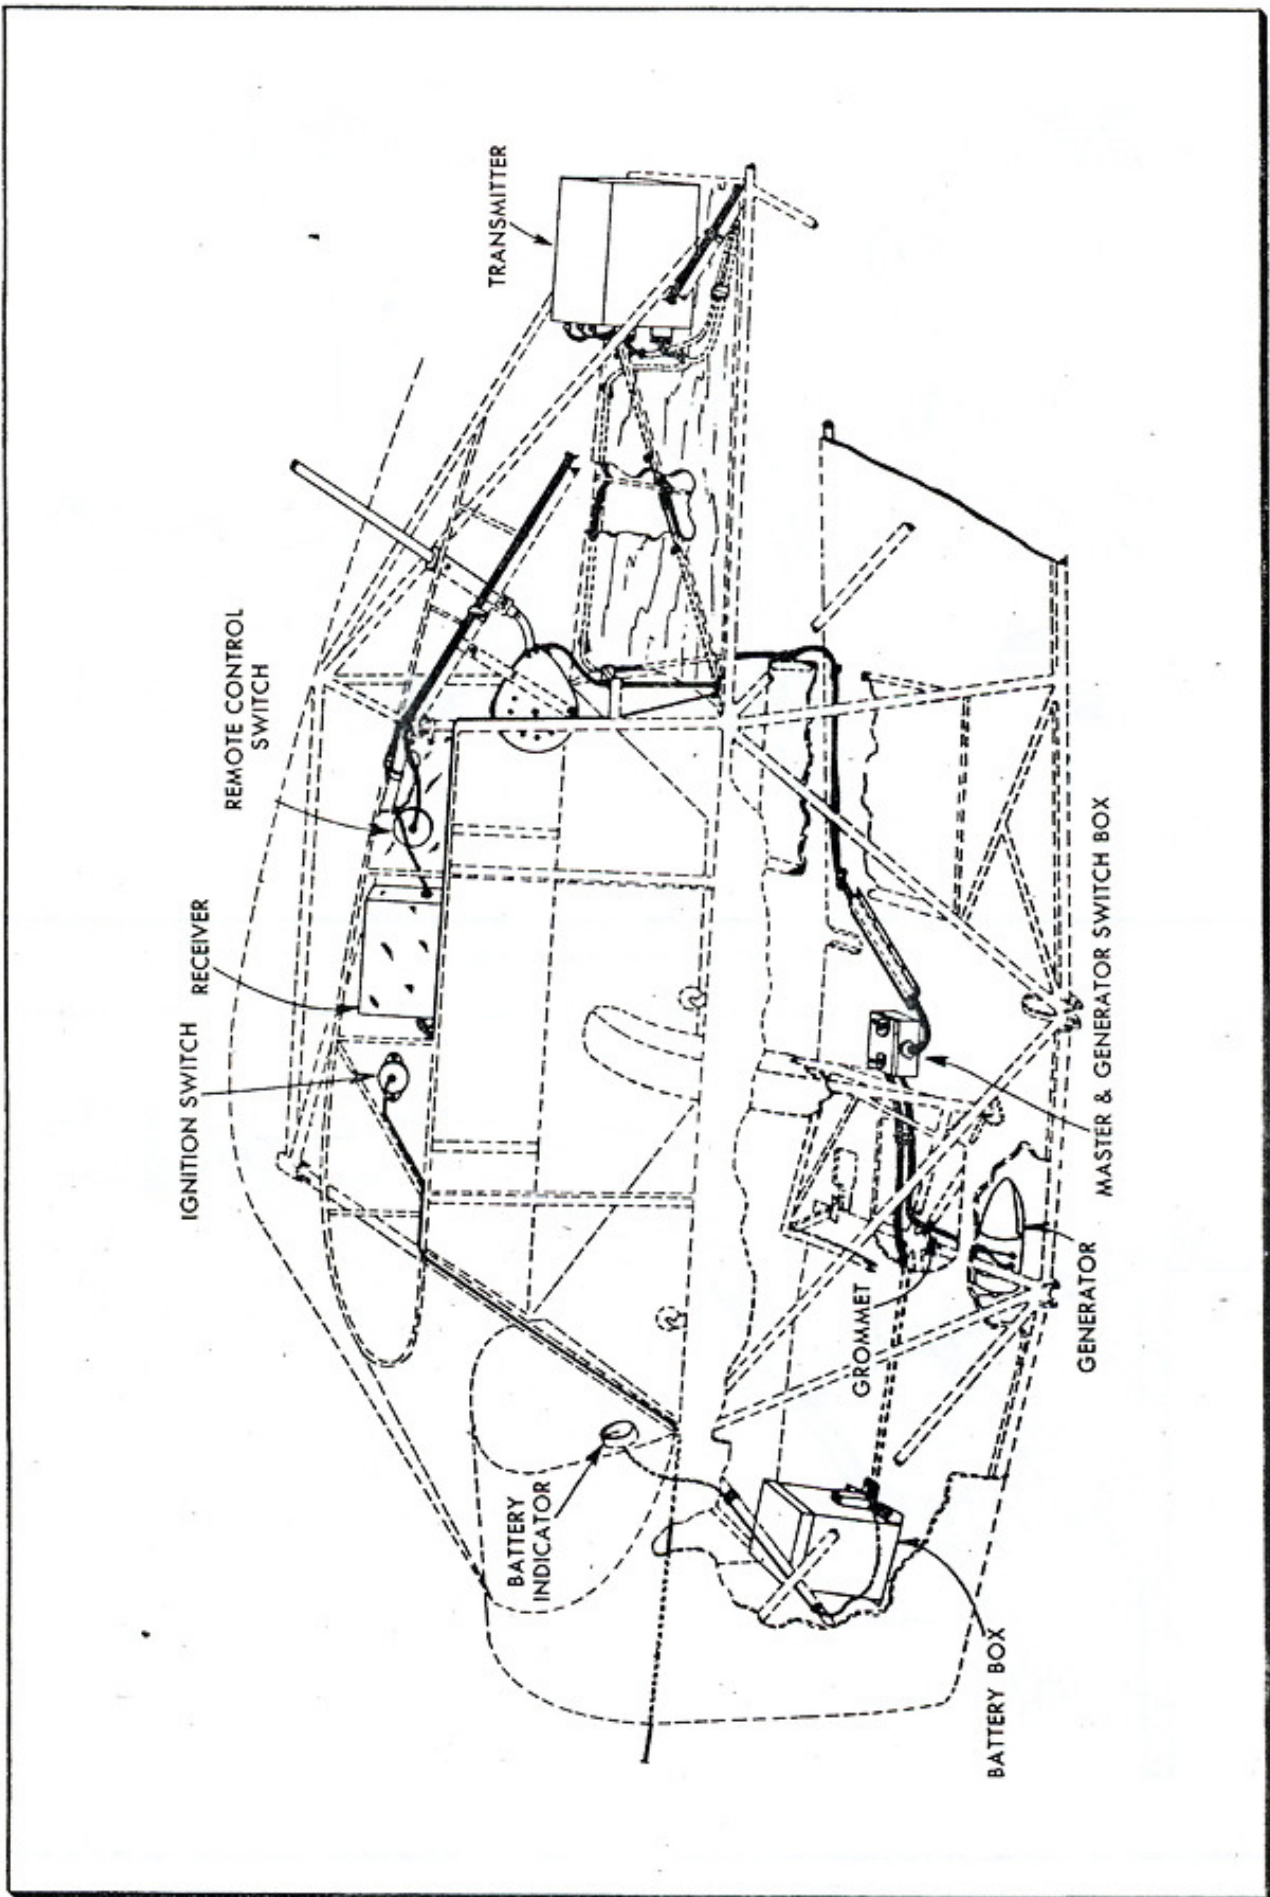 TRANSMITTER
REMOTE CONTROL
SWITCH
RECEIVER
IGNITION SWITCH
BATTERY
INDICATOR
BATTERY BOX
GROMMET
GENERATOR
MASTER & GENERATOR SWITCH BOX